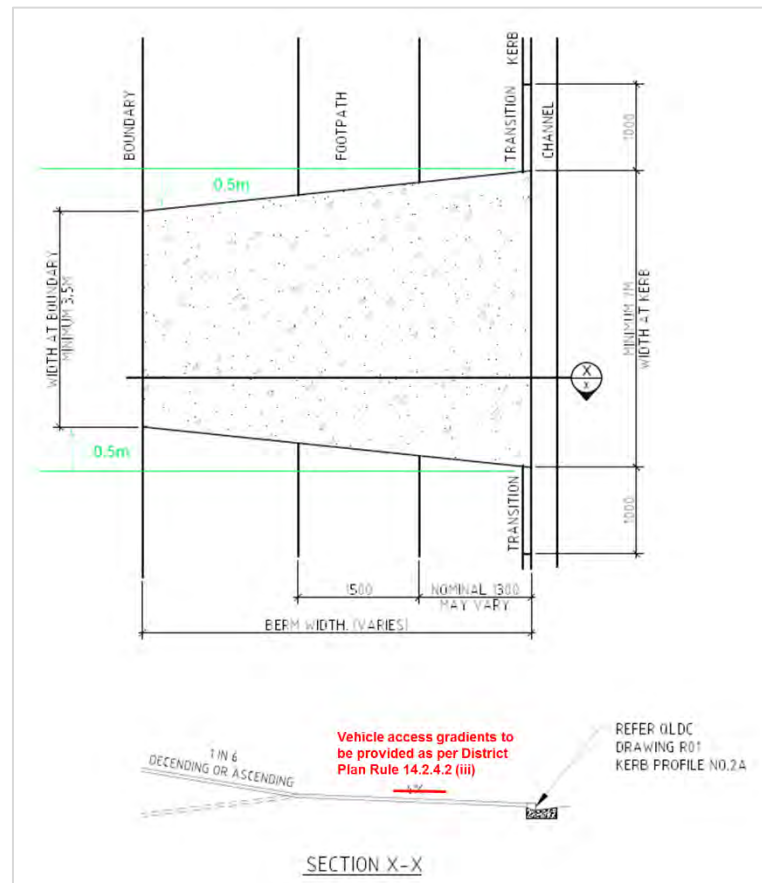 BOUNDARY
FOOTPATH
TRANSITION
KERB
CHANNEL
1000
0.5m
WIDTH AT BOUNDARY
MINIMUM 3.5M
MINIMUM 7M
WIDTH AT KERB
X
X
0.5m
TRANSITION
1000
1500
NOMINAL 1300
MAY VARY
BERM WIDTH. (VARIES)
1 IN 6
DECENDING OR ASCENDING
Vehicle access gradients to
be provided as per District
Plan Rule 14.2.4.2 (iii)
REFER QLDC
DRAWING R01
KERB PROFILE NO.2A
SECTION X-X